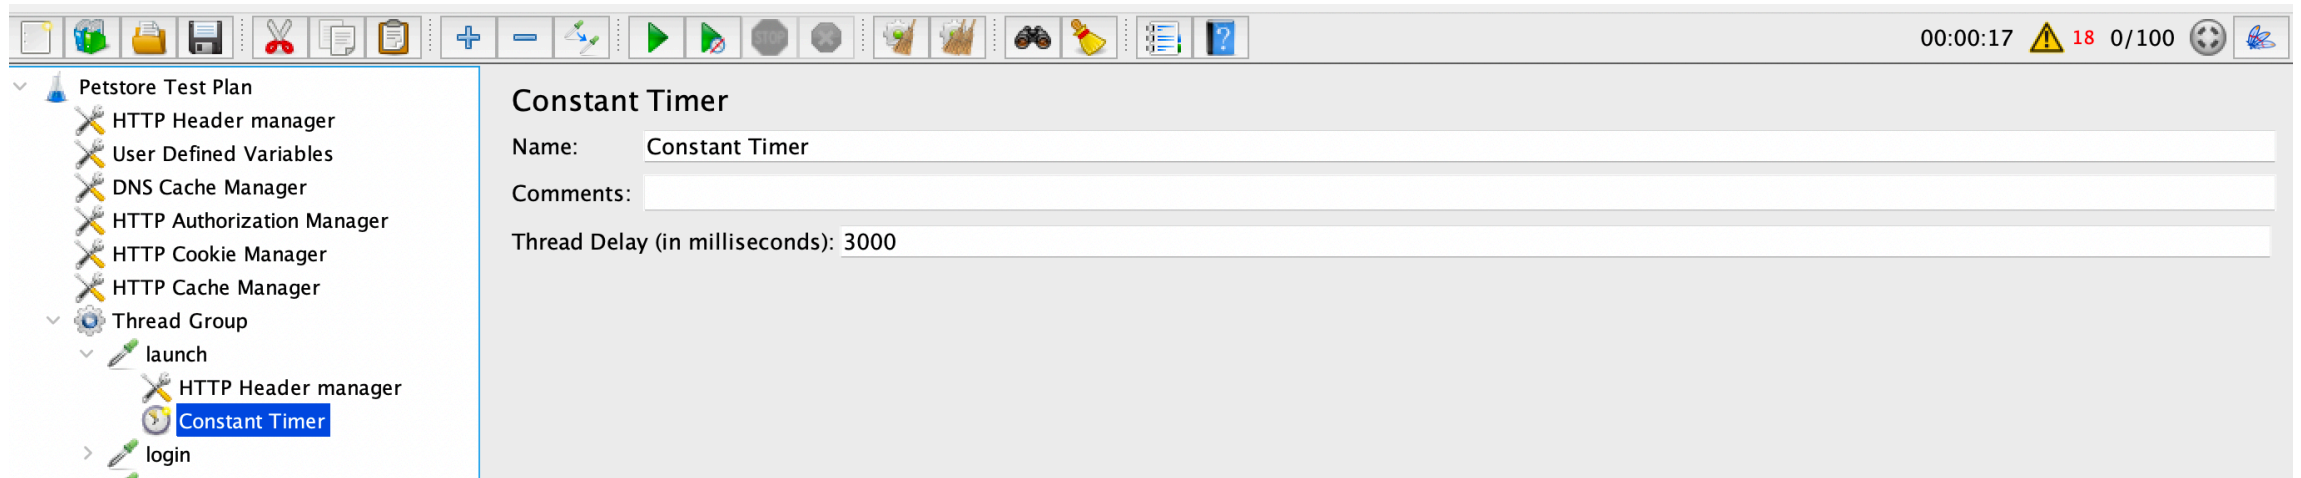 STOP
00:00:17 18 0/100
Petstore Test Plan
HTTP Header manager
User Defined Variables
DNS Cache Manager
HTTP Authorization Manager
HTTP Cookie Manager
HTTP Cache Manager
Thread Group
launch
HTTP Header manager
Constant Timer
login
Constant Timer
Name: Constant Timer
Comments:
Thread Delay (in milliseconds): 3000